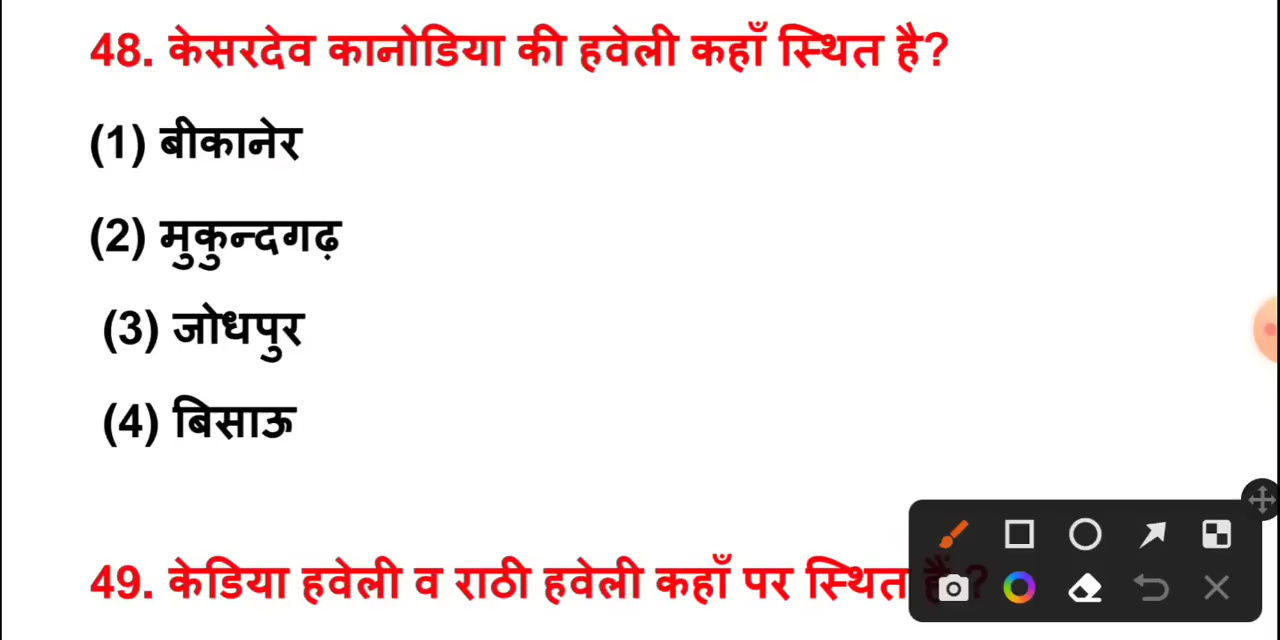 48. केसरदेव कानोडिया की हवेली कहाँ स्थित है?
(1) बीकानेर
(2) मुकुन्दगढ़
(3) जोधपुर
(4) बिसाऊ
49. केडिया हवेली व राठी हवेली कहाँ पर स्थित हैं?